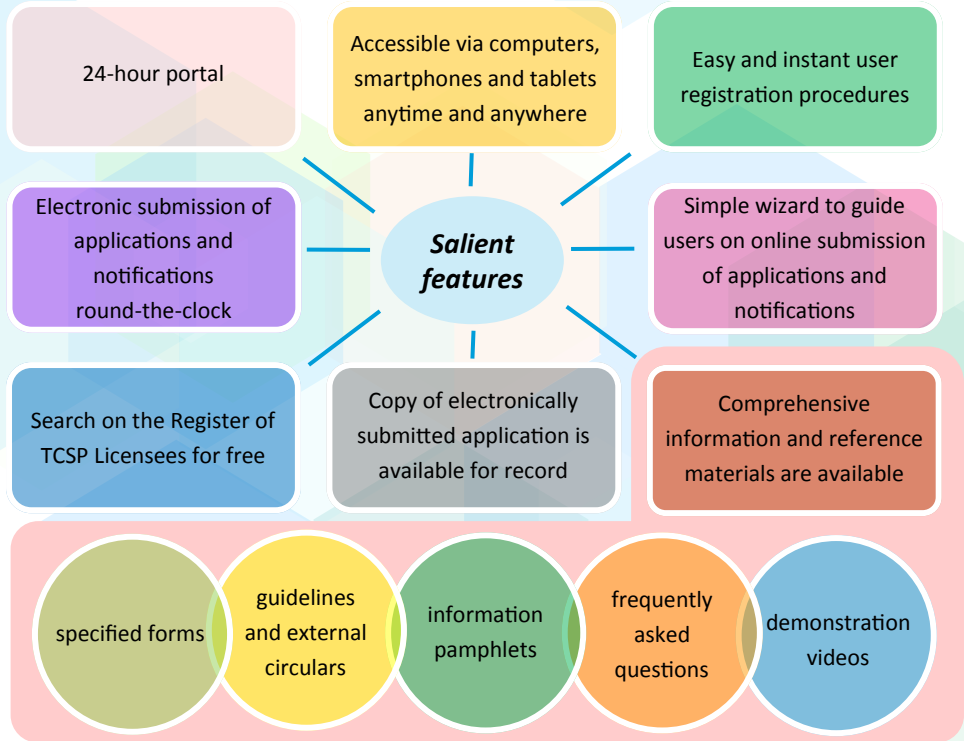 24-hour portal
Accessible via computers,
smartphones and tablets
anytime and anywhere
Easy and instant user
registration procedures
Electronic submission of
applications and
notifications
round-the-clock
Salient
features
Simple wizard to guide
users on online submission
of applications and
notifications
Search on the Register of
TCSP Licensees for free
Copy of electronically
submitted application is
available for record
Comprehensive
information and reference
materials are available
specified forms
guidelines
and external
circulars
information
pamphlets
frequently
asked
questions
demonstration
videos